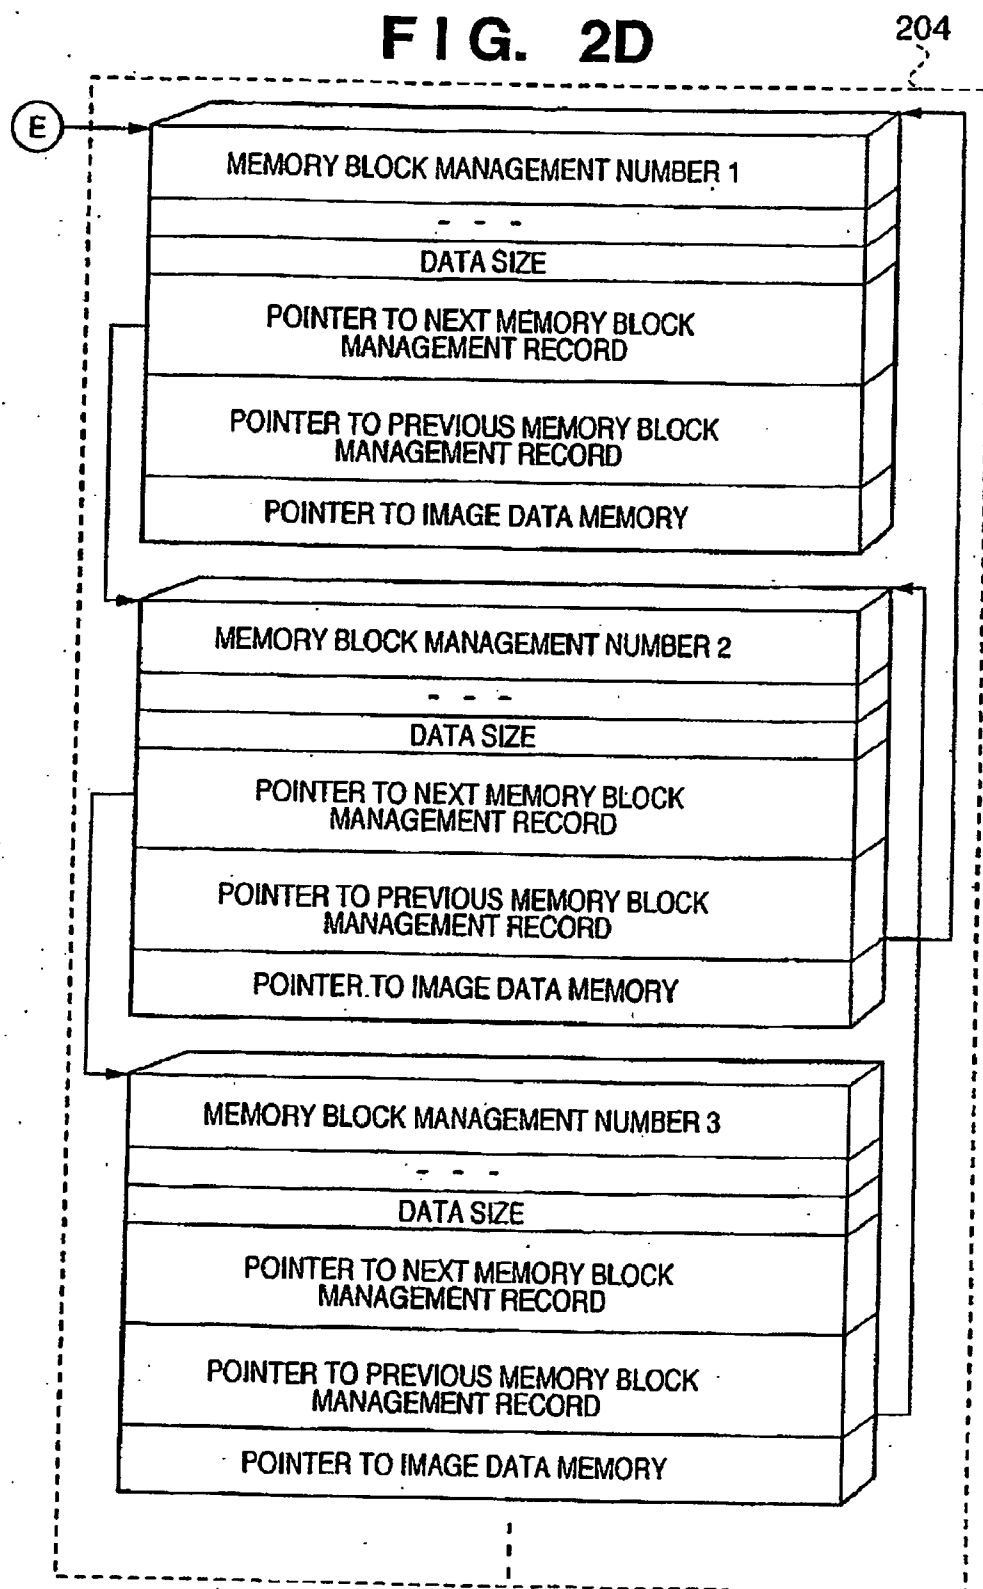 FIG. 2D
204
E
MEMORY BLOCK MANAGEMENT NUMBER 1
- - -
DATA SIZE
POINTER TO NEXT MEMORY BLOCK
MANAGEMENT RECORD
POINTER TO PREVIOUS MEMORY BLOCK
MANAGEMENT RECORD
POINTER TO IMAGE DATA MEMORY
MEMORY BLOCK MANAGEMENT NUMBER 2
- - -
DATA SIZE
POINTER TO NEXT MEMORY BLOCK
MANAGEMENT RECORD
POINTER TO PREVIOUS MEMORY BLOCK
MANAGEMENT RECORD
POINTER TO IMAGE DATA MEMORY
MEMORY BLOCK MANAGEMENT NUMBER 3
- - -
DATA SIZE
POINTER TO NEXT MEMORY BLOCK
MANAGEMENT RECORD
POINTER TO PREVIOUS MEMORY BLOCK
MANAGEMENT RECORD
POINTER TO IMAGE DATA MEMORY